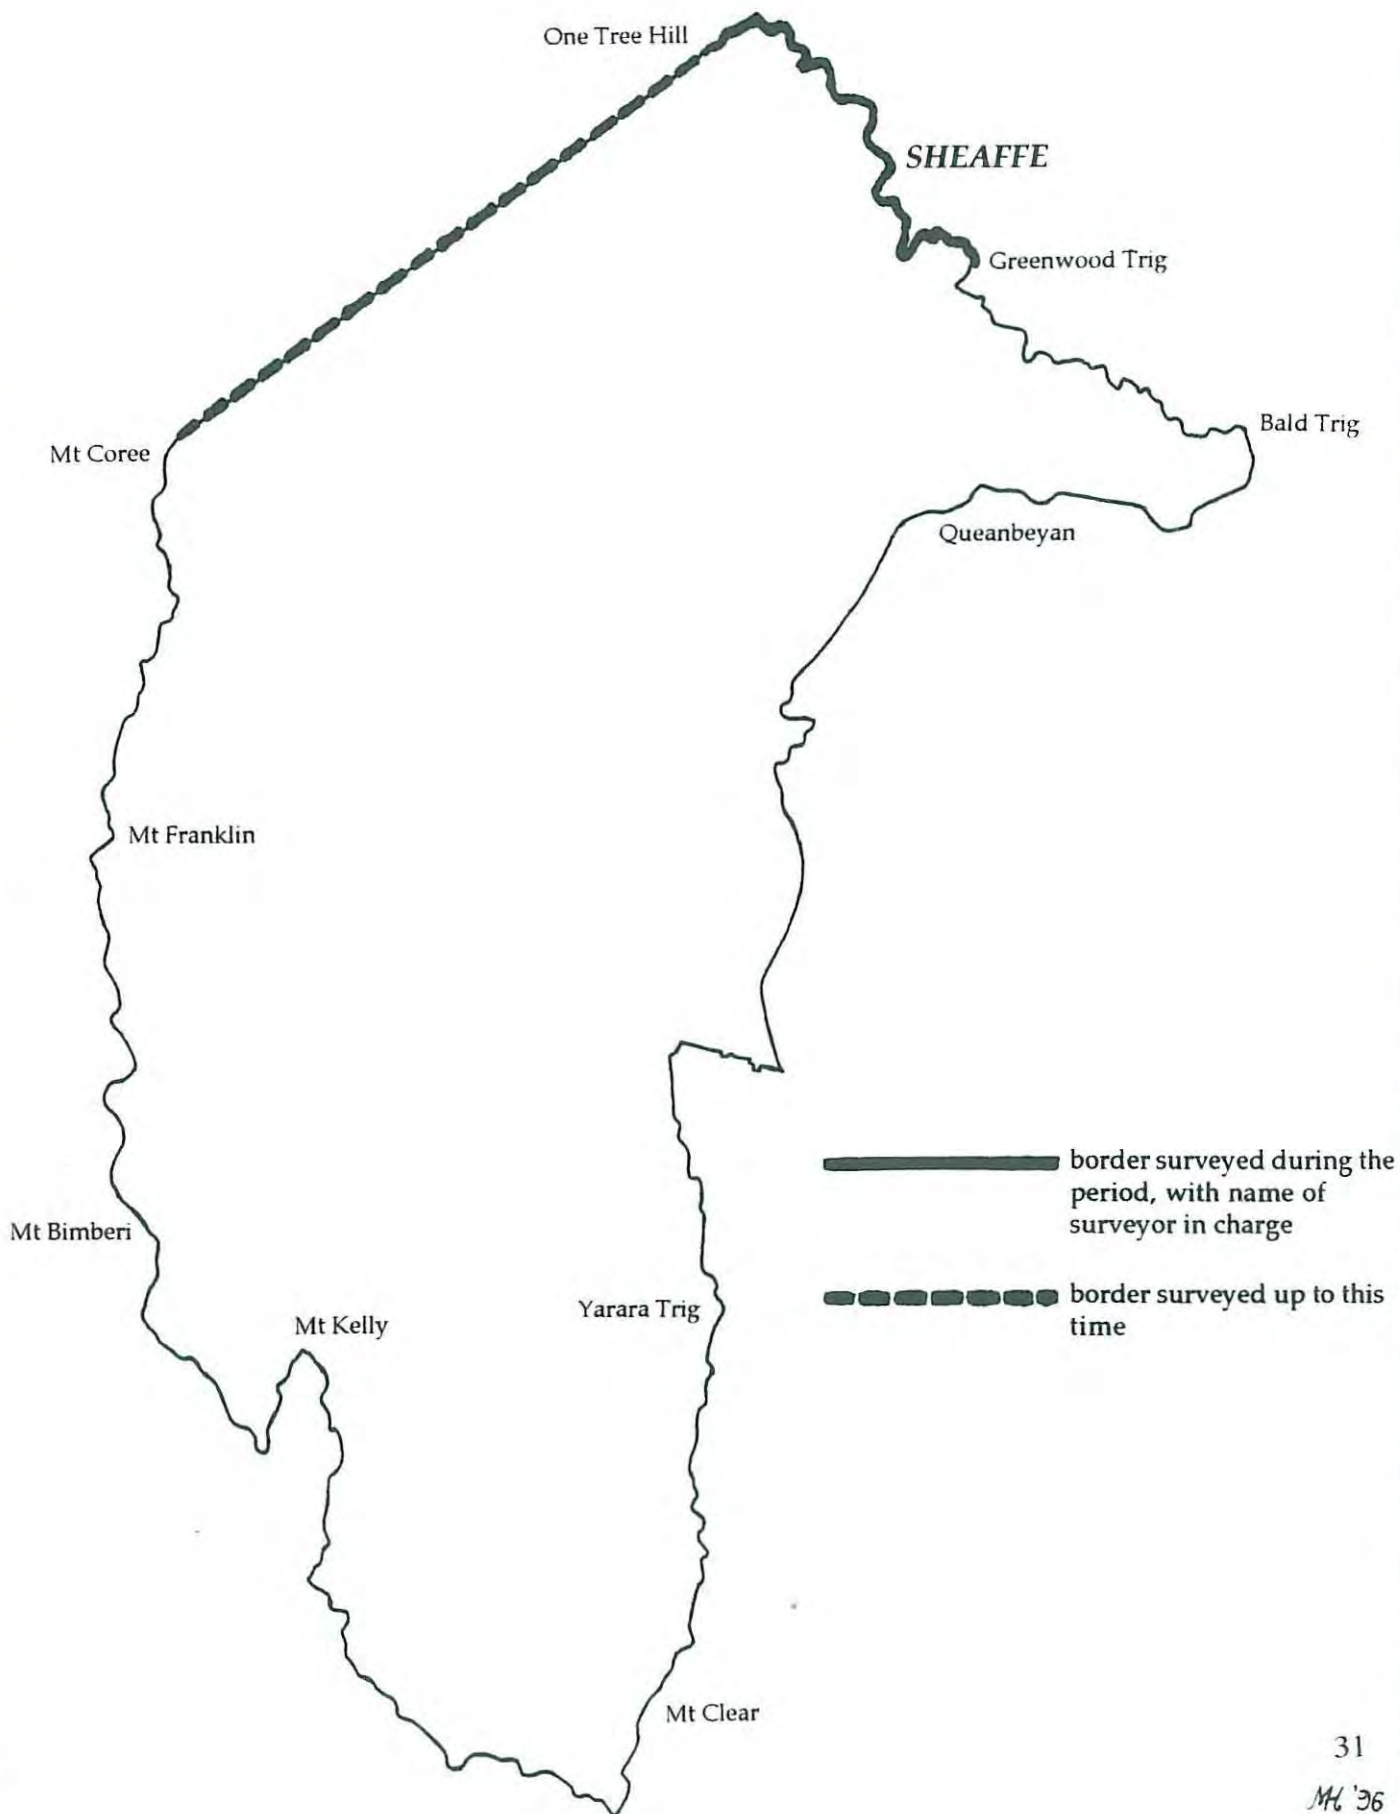 One Tree Hill
SHEAFFE
Greenwood Trig
Bald Trig
Mt Coree
Queanbeyan
Mt Franklin
border surveyed during the
period, with name of
surveyor in charge
Mt Bimberi
border surveyed up to this
time
Yarara Trig
Mt Kelly
Mt Clear
31
MH '96